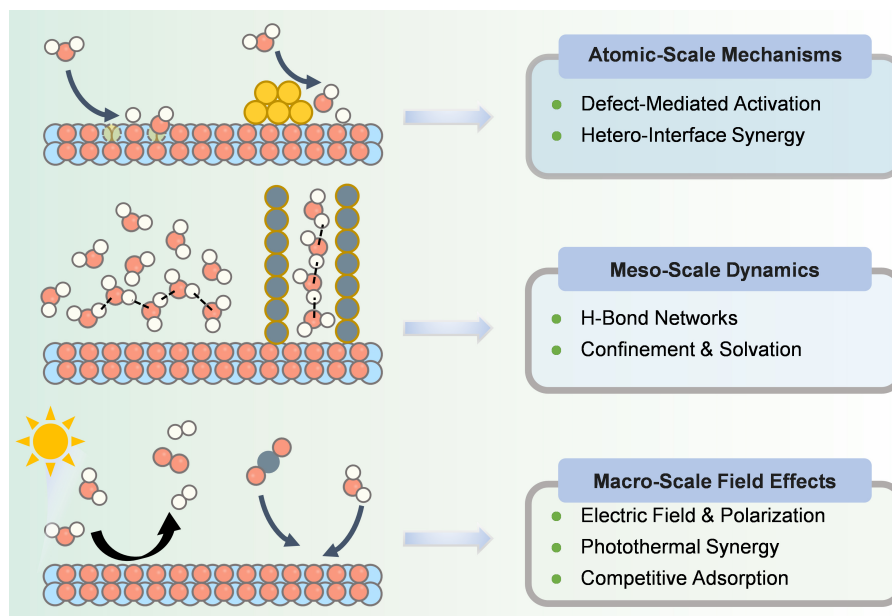 Atomic-Scale Mechanisms
Defect-Mediated Activation
Hetero-Interface Synergy
Meso-Scale Dynamics
H-Bond Networks
Confinement & Solvation
Macro-Scale Field Effects
Electric Field & Polarization
Photothermal Synergy
Competitive Adsorption